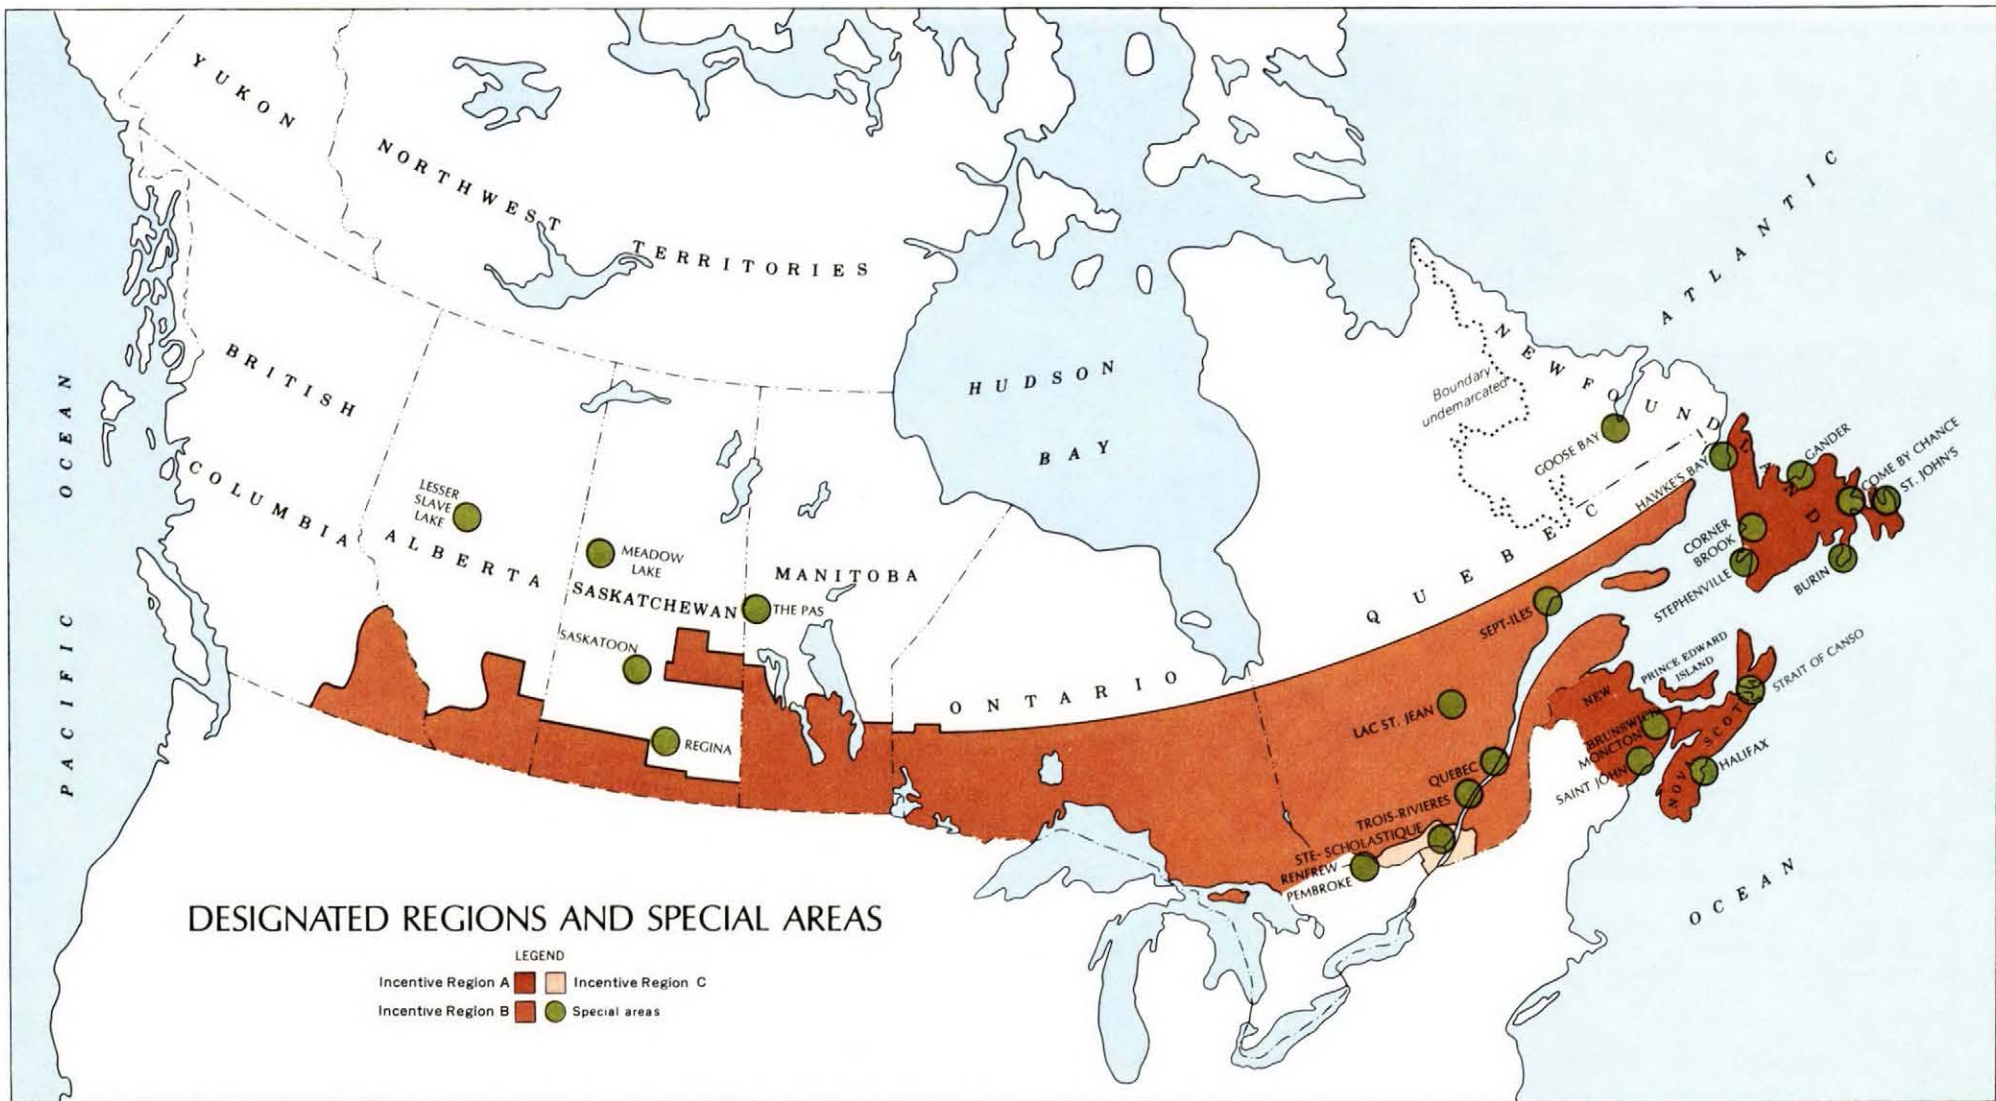 YUKON
NORTHWEST
TERRITORIES
BRITISH
COLUMBIA
PACIFIC OCEAN
HUDSON
BAY
ATLANTIC
OCEAN
NEWFOUNDLAND
Boundary
undemarcated
QUEBEC
ONTARIO
MANITOBA
SASKATCHEWAN
ALBERTA
LESSER
SLAVE
LAKE
MEADOW
LAKE
THE PAS
SASKATOON
REGINA
GOOSE BAY
HAWKE'S BAY
GANDER
COME BY CHANCE
ST. JOHN'S
CORNER
BROOK
STEPHENVILLE
BURIN
SEPT-ILES
PRINCE EDWARD
ISLAND
STRAIT OF CANSO
NEW
BRUNSWICK
MONCTON
SAINT JOHN
NOVA SCOTIA
HALIFAX
LAC ST. JEAN
QUEBEC
TROIS-RIVIERES
STE- SCHOLASTIQUE
RENFREW
PEMBROKE
DESIGNATED REGIONS AND SPECIAL AREAS
LEGEND
Incentive Region A
Incentive Region C
Incentive Region B
Special areas